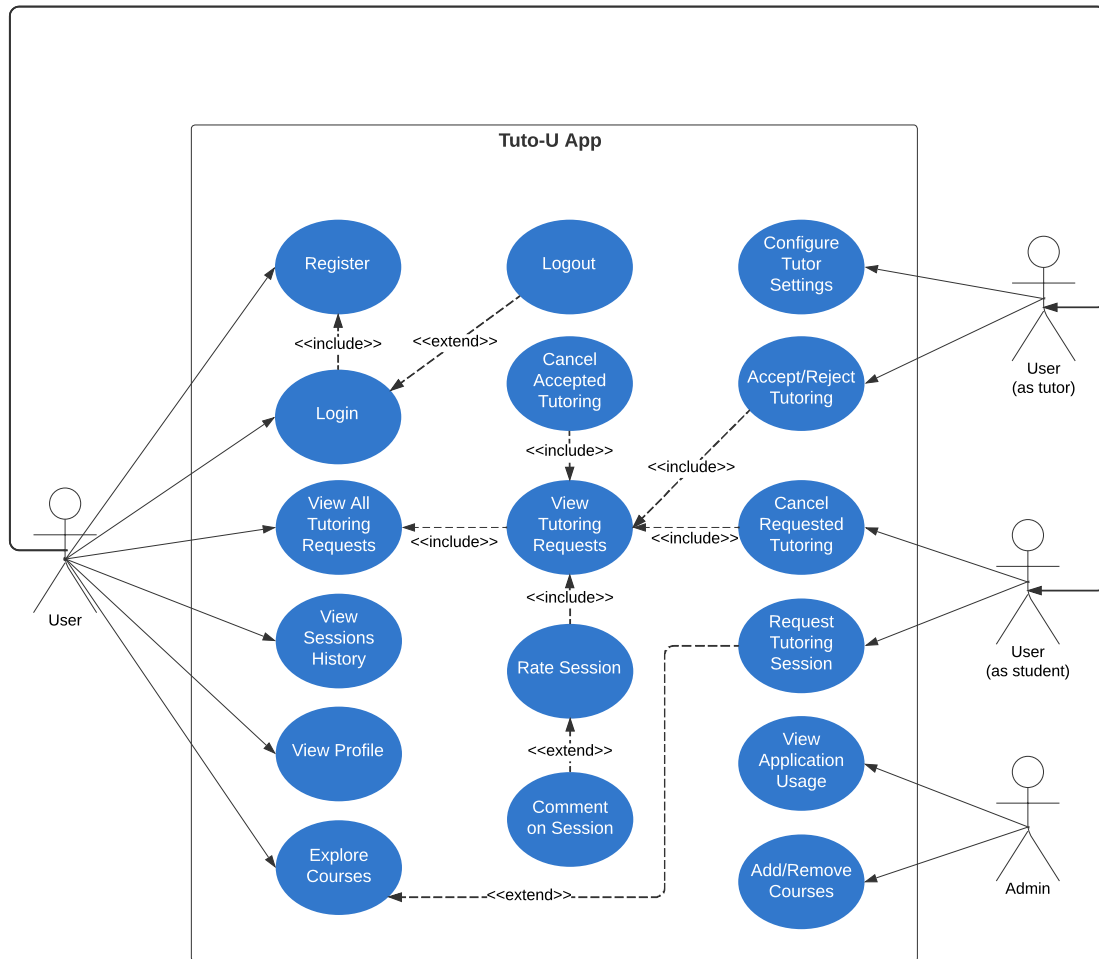 Tuto-U App
Register
Logout
Configure
Tutor
Settings
<<include>>
<<extend>>
Cancel
Accepted
Tutoring
Accept/Reject
Tutoring
User
(as tutor)
Login
<<include>>
<<include>>
View All
Tutoring
Requests
<<include>>
View
Tutoring
Requests
<<include>>
Cancel
Requested
Tutoring
User
<<include>>
View
Sessions
History
Rate Session
Request
Tutoring
Session
User
(as student)
View Profile
<<extend>>
View
Application
Usage
Comment
on Session
Explore
Courses
<<extend>>
Add/Remove
Courses
Admin